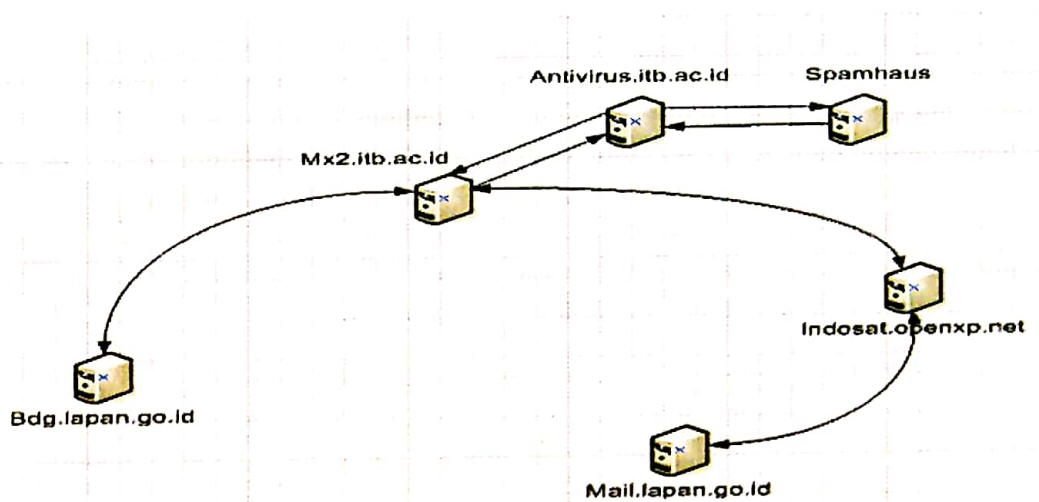 Antivirus.itb.ac.id
Spamhaus
Mx2.itb.ac.id
Indosat.openxp.net
Bdg.lapan.go.id
Mail.lapan.go.id